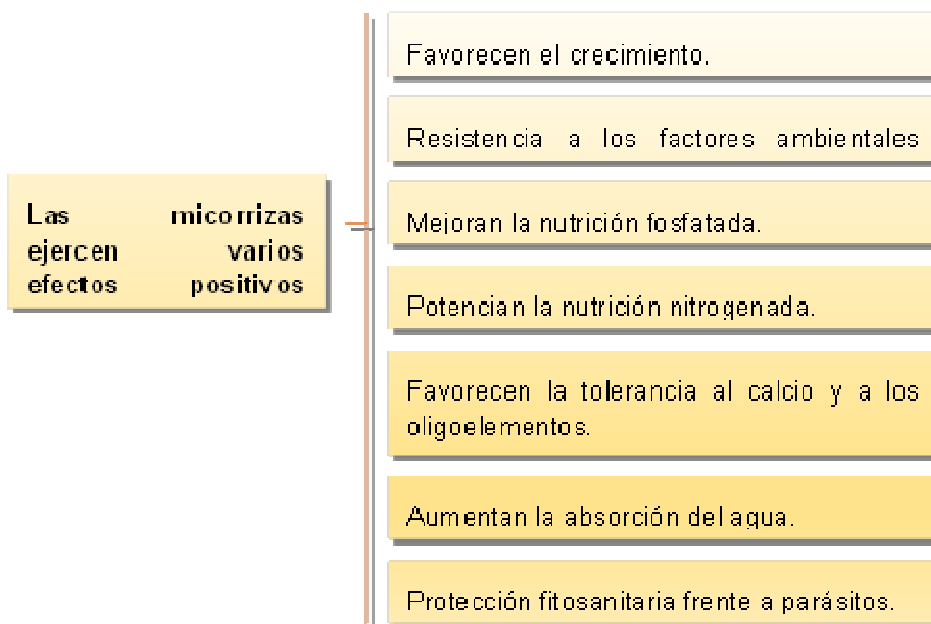 Las micorrizas
ejercen varios
efectos positivos
Favorecen el crecimiento.
Resistencia a los factores ambientales
Mejoran la nutrición fosfatada.
Potencian la nutrición nitrogenada.
Favorecen la tolerancia al calcio y a los
oligoelementos.
Aumentan la absorción del agua.
Protección fitosanitaria frente a parásitos.